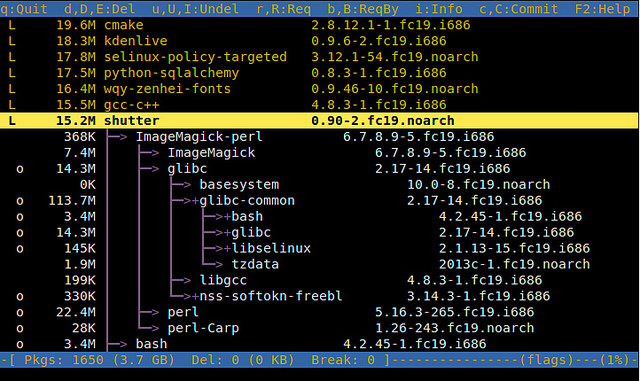 q:Quit d,D,E:Del u,U,I:Undel r,R:Req b,B:ReqBy i:Info c,C:Commit F2:Help
L 19.6M cmake 2.8.12.1-1.fc19.i686
L 18.3M kdenlive 0.9.6-2.fc19.i686
L 17.8M selinux-policy-targeted 3.12.1-54.fc19.noarch
L 17.5M python-sqlalchemy 0.8.3-1.fc19.i686
L 16.4M wqy-zenhei-fonts 0.9.46-10.fc19.noarch
L 15.5M gcc-c++ 4.8.3-1.fc19.i686
L 15.2M shutter 0.90-2.fc19.noarch
368K ImageMagick-perl 6.7.8.9-5.fc19.i686
7.4M ImageMagick 6.7.8.9-5.fc19.i686
o 14.3M glibc 2.17-14.fc19.i686
0K basesystem 10.0-8.fc19.noarch
o 113.7M +glibc-common 2.17-14.fc19.i686
o 3.4M +bash 4.2.45-1.fc19.i686
o 14.3M +glibc 2.17-14.fc19.i686
o 145K +libselinux 2.1.13-15.fc19.i686
1.9M tzdata 2013c-1.fc19.noarch
199K libgcc 4.8.3-1.fc19.i686
o 330K +nss-softokn-freebl 3.14.3-1.fc19.i686
o 22.4M perl 5.16.3-265.fc19.i686
o 28K perl-Carp 1.26-243.fc19.noarch
o 3.4M bash 4.2.45-1.fc19.i686
-[ Pkgs: 1650 (3.7 GB) Del: 0 (0 KB) Break: 0 ]----------------(flags)---(1%)-